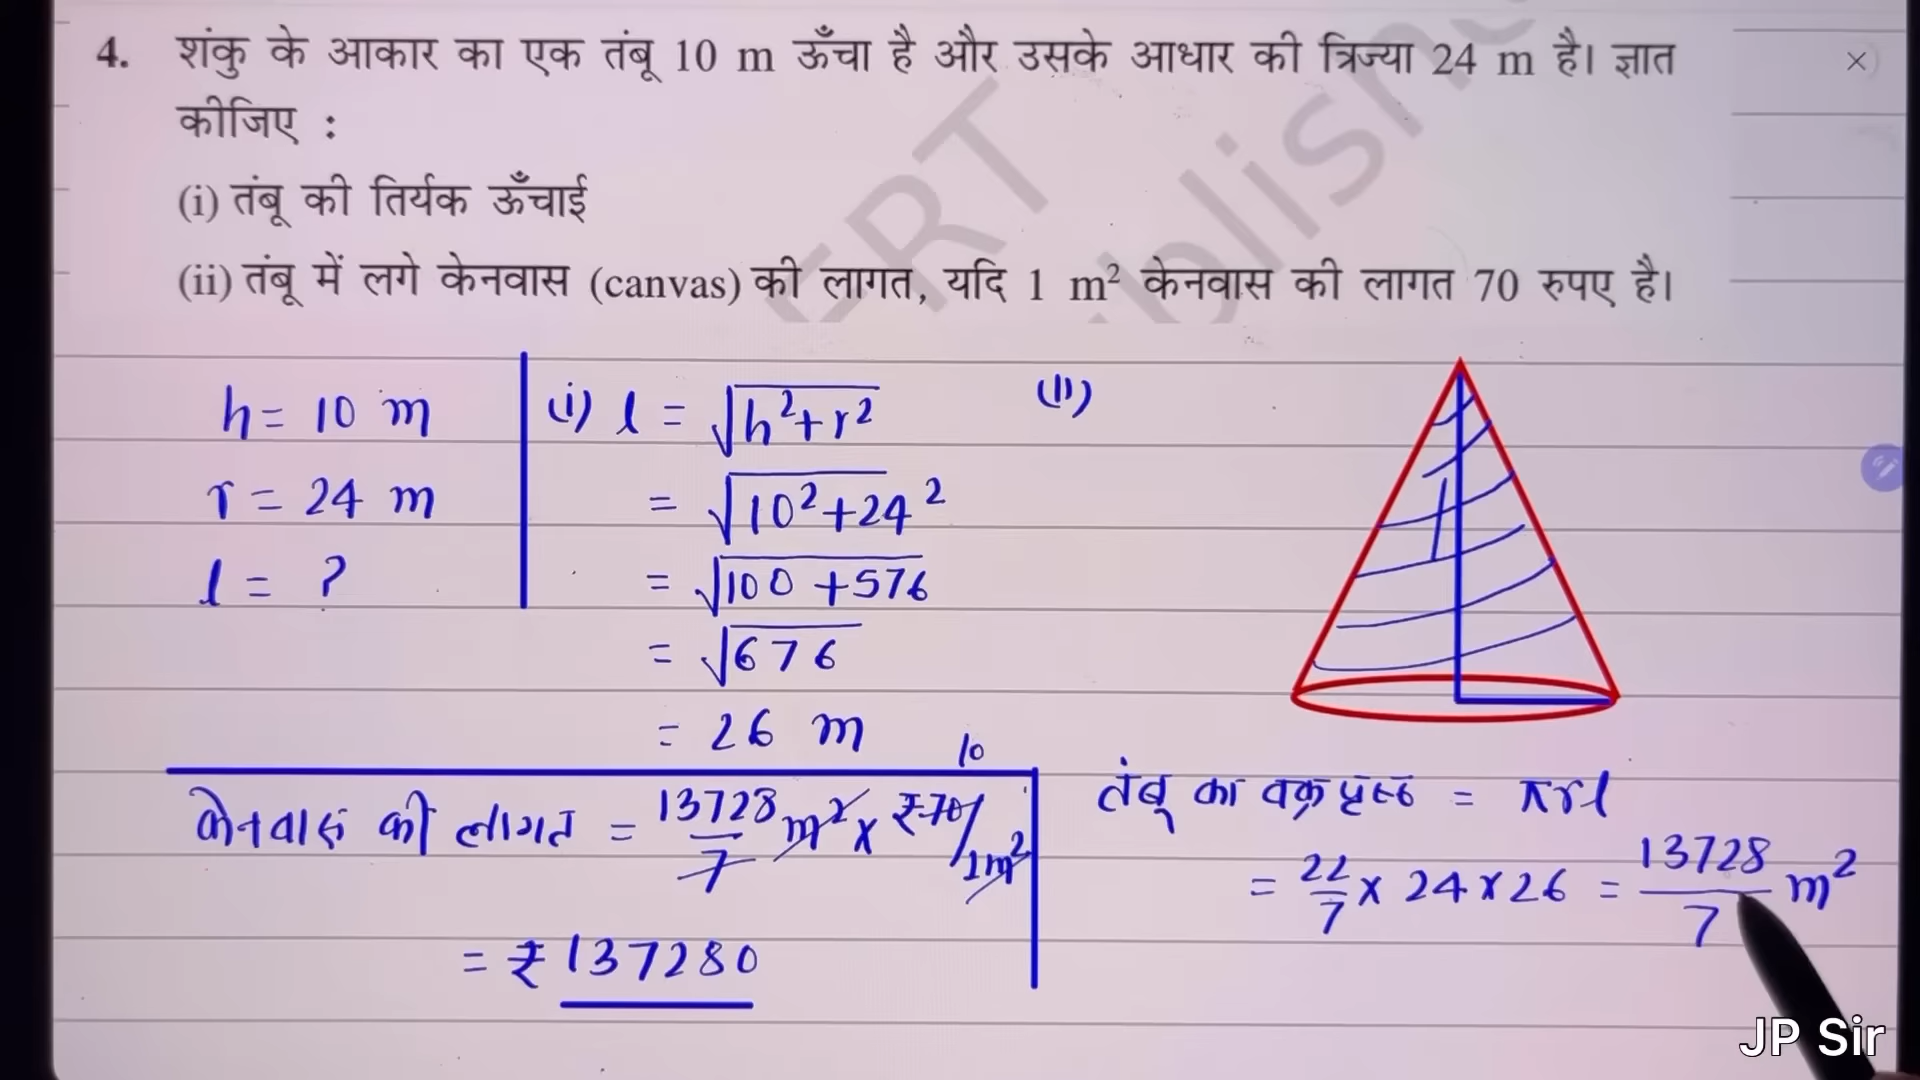 4. शंकु के आकार का एक तंबू 10 m ऊँचा है और उसके आधार की त्रिज्या 24 m है। ज्ञात
कीजिए :
(i) तंबू की तिर्यक ऊँचाई
(ii) तंबू में लगे केनवास (canvas) की लागत, यदि 1 m² केनवास की लागत 70 रुपए है।
h = 10 m
r = 24 m
l = ?
(i) l = √h²+r²
= √10²+24²
= √100+576
= √676
= 26 m
(ii)
तंबू का वक्र पृष्ठ = πrl
= 22/7 × 24 × 26 = 13728/7 m²
केनवास की लागत = 13728/7 m² × ₹70/1m²
10
= ₹ 137280
JP Sir